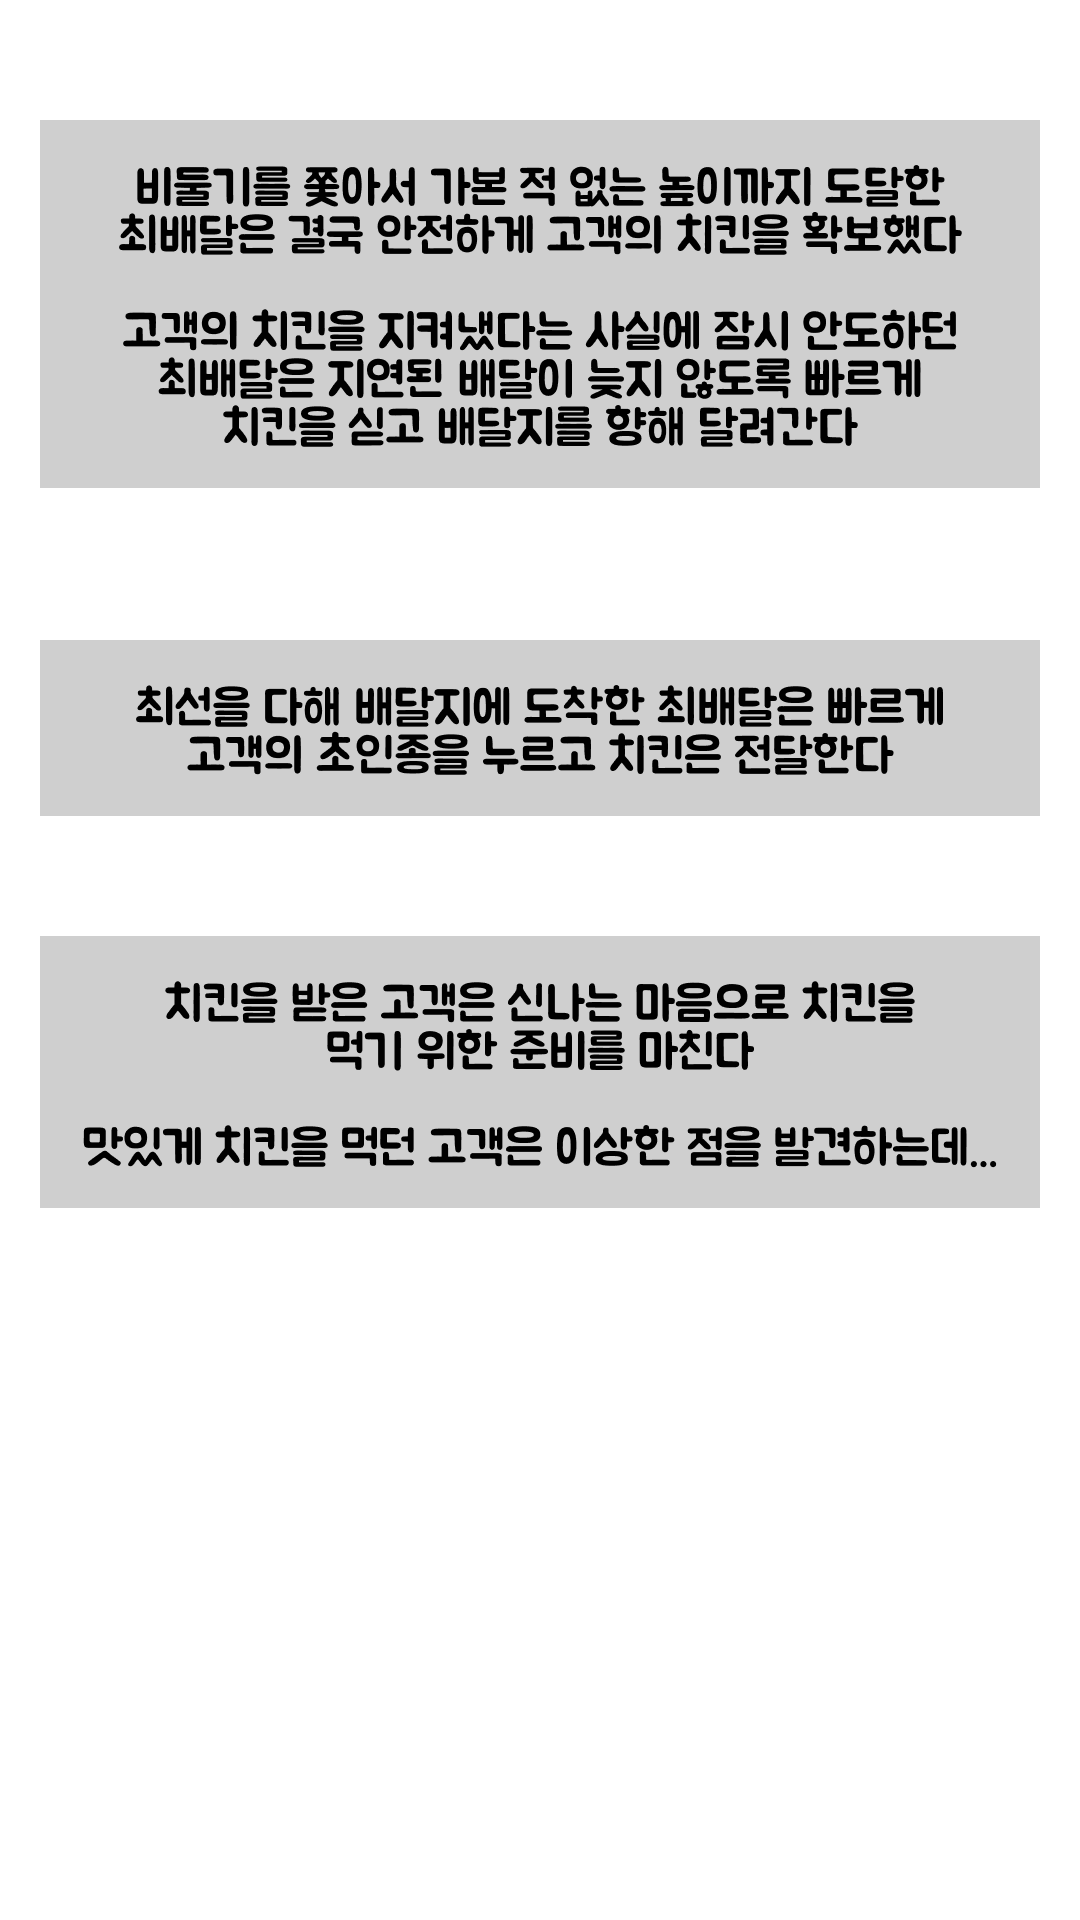 비둘기를 쫓아서 가본 적 없는 높이까지 도달한
최배달은 결국 안전하게 고객의 치킨을 확보했다
고객의 치킨을 지켜냈다는 사실에 잠시 안도하던
최배달은 지연된 배달이 늦지 않도록 빠르게
치킨을 싣고 배달지를 향해 달려간다
최선을 다해 배달지에 도착한 최배달은 빠르게
고객의 초인종을 누르고 치킨은 전달한다
치킨을 받은 고객은 신나는 마음으로 치킨을
먹기 위한 준비를 마친다
맛있게 치킨을 먹던 고객은 이상한 점을 발견하는데...